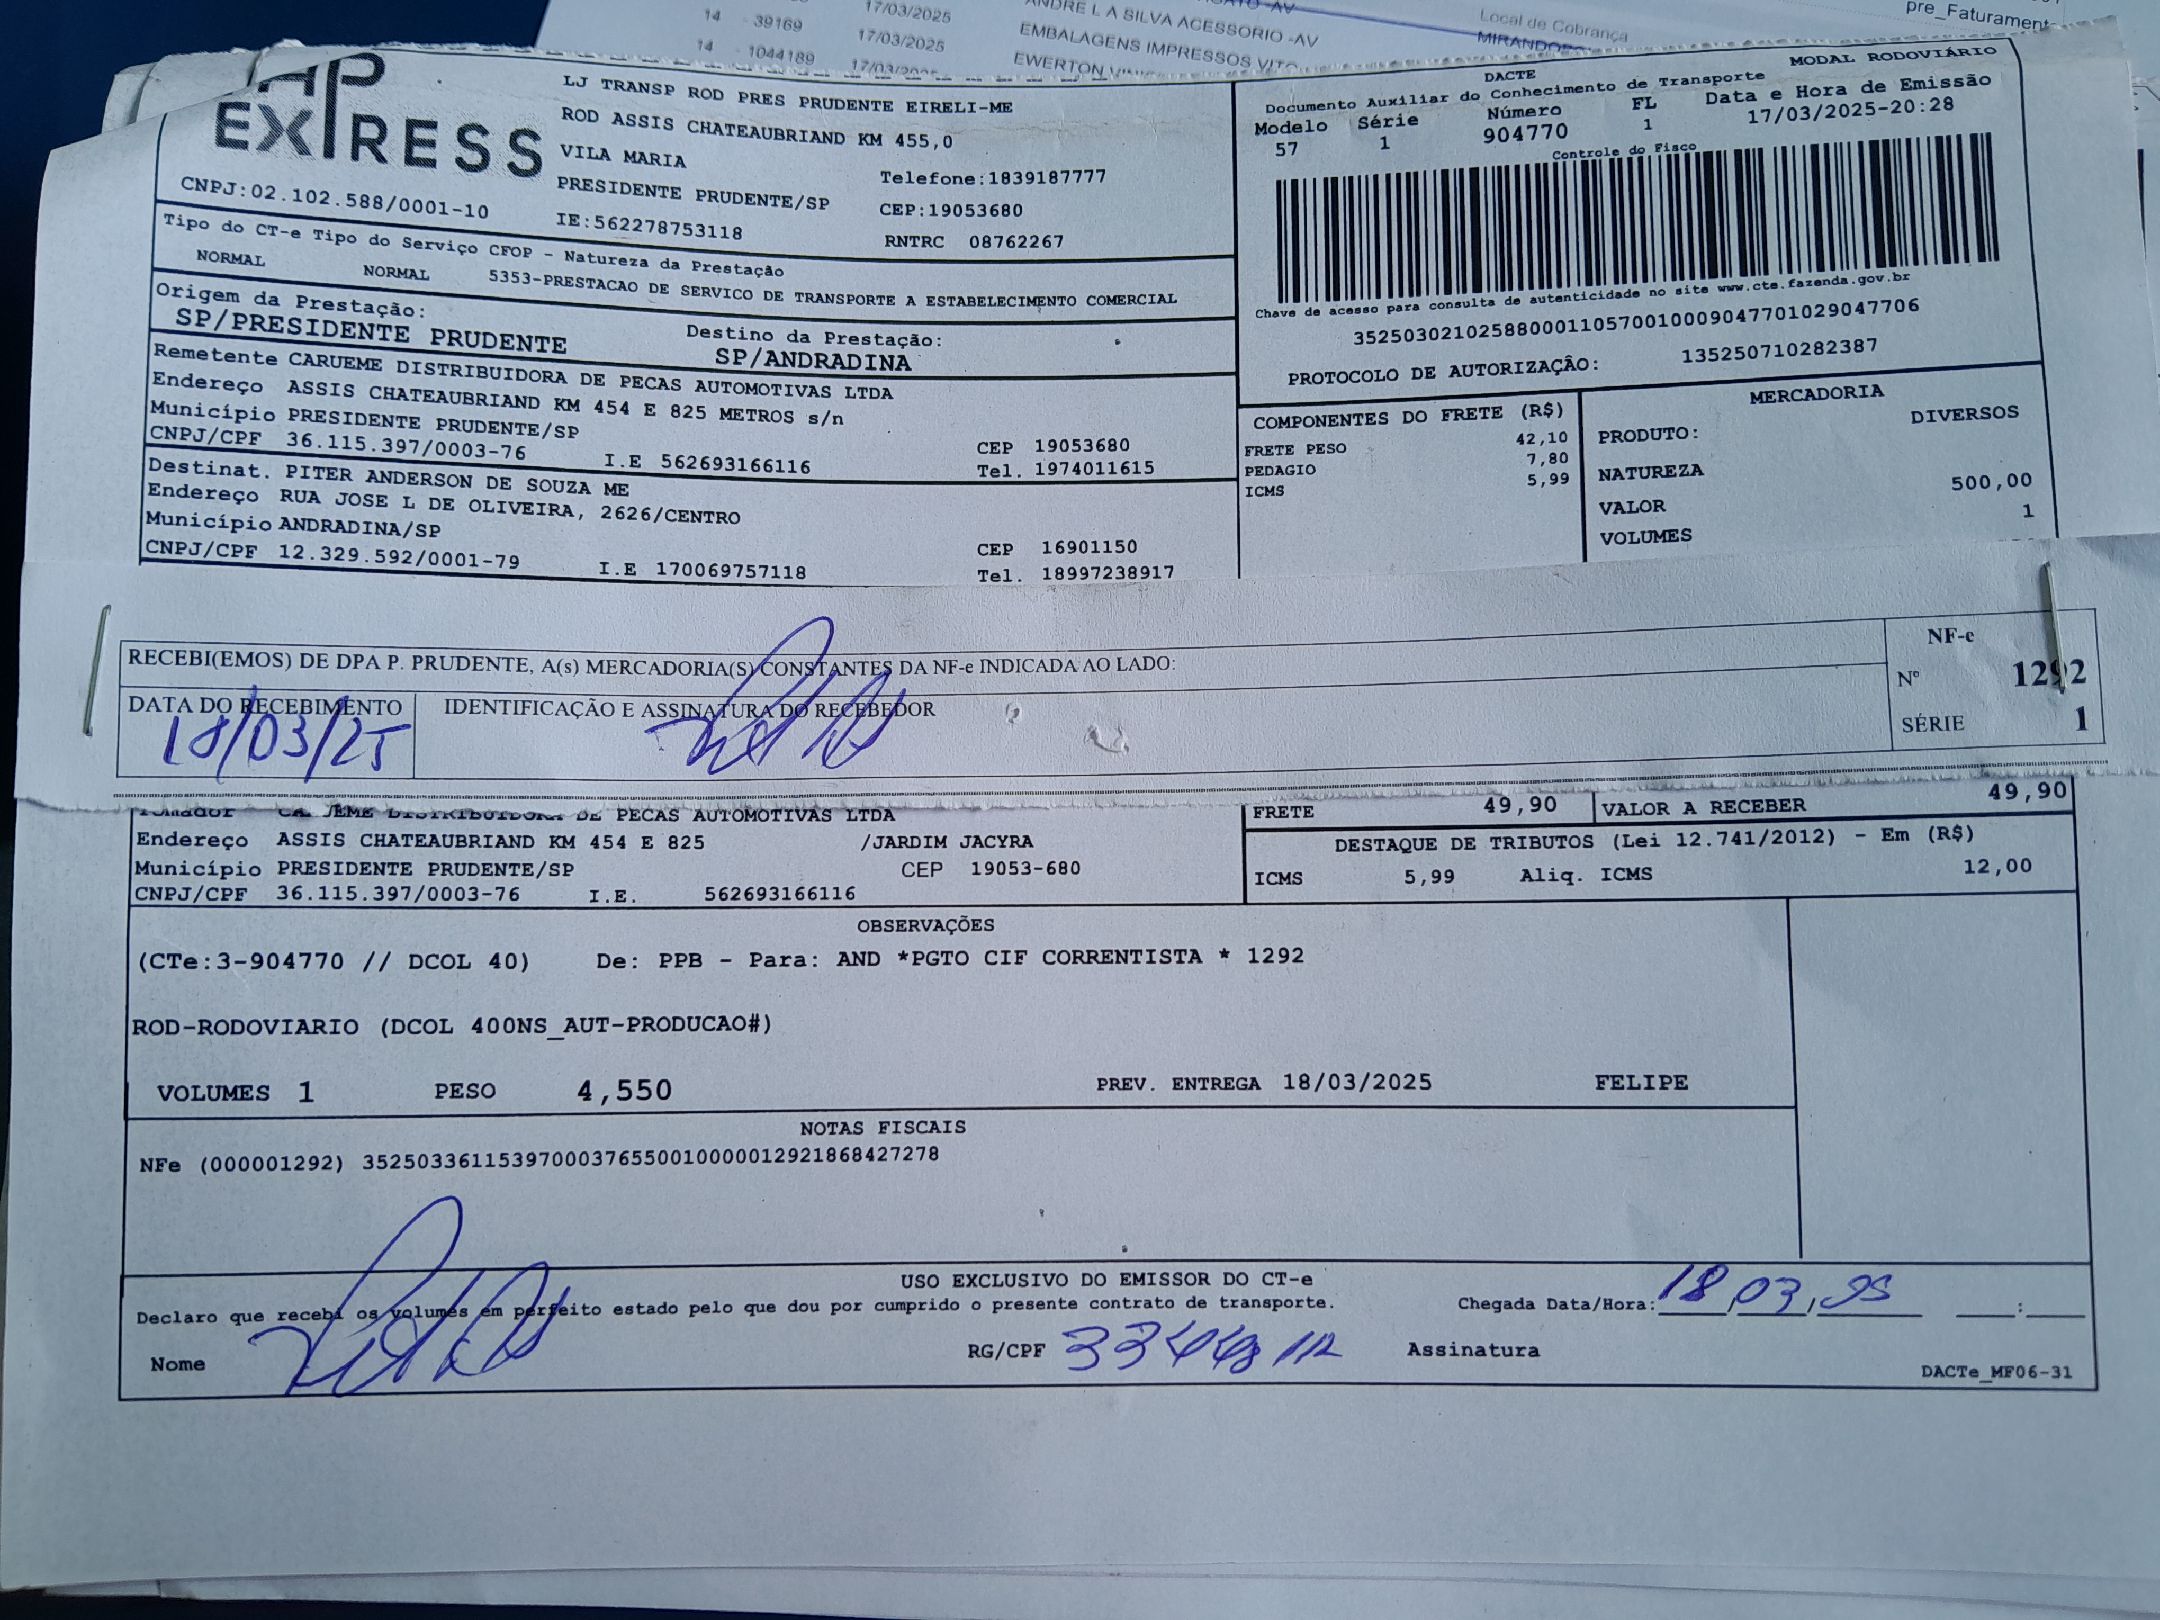 14 - 39169 17/03/2025 ANDRE L A SILVA ACESSORIO -AV Local de Cobrança
14 - 1044189 17/03/2025 EMBALAGENS IMPRESSOS
EWERTON
EXPRESS
CNPJ:02.102.588/0001-10
LJ TRANSP ROD PRES PRUDENTE EIRELI-ME
ROD ASSIS CHATEAUBRIAND KM 455,0
VILA MARIA
Telefone:1839187777
PRESIDENTE PRUDENTE/SP
CEP:19053680
IE:562278753118
RNTRC 08762267
MODAL RODOVIÁRIO
DACTE
Documento Auxiliar do Conhecimento de Transporte
Modelo Série Número FL Data e Hora de Emissão
57 1 904770 1 17/03/2025-20:28
Controle do Fisco
Chave de acesso para consulta de autenticidade no site www.cte.fazenda.gov.br
35250302102588000110570010009047701029047706
PROTOCOLO DE AUTORIZAÇÂO: 135250710282387
Tipo do CT-e Tipo do Serviço CFOP - Natureza da Prestação
NORMAL NORMAL 5353-PRESTACAO DE SERVICO DE TRANSPORTE A ESTABELECIMENTO COMERCIAL
Origem da Prestação: Destino da Prestação:
SP/PRESIDENTE PRUDENTE SP/ANDRADINA
Remetente CARUEME DISTRIBUIDORA DE PECAS AUTOMOTIVAS LTDA
Endereço ASSIS CHATEAUBRIAND KM 454 E 825 METROS s/n
Município PRESIDENTE PRUDENTE/SP CEP 19053680
CNPJ/CPF 36.115.397/0003-76 I.E 562693166116 Tel. 1974011615
Destinat. PITER ANDERSON DE SOUZA ME
Endereço RUA JOSE L DE OLIVEIRA, 2626/CENTRO
Município ANDRADINA/SP CEP 16901150
CNPJ/CPF 12.329.592/0001-79 I.E 170069757118 Tel. 18997238917
COMPONENTES DO FRETE (R$)
FRETE PESO 42,10
PEDAGIO 7,80
ICMS 5,99
MERCADORIA
PRODUTO: DIVERSOS
NATUREZA
VALOR 500,00
VOLUMES 1
RECEBI(EMOS) DE DPA P. PRUDENTE, A(s) MERCADORIA(S) CONSTANTES DA NF-e INDICADA AO LADO:
DATA DO RECEBIMENTO IDENTIFICAÇÃO E ASSINATURA DO RECEBEDOR
18/03/25
NF-e
Nº 1292
SÉRIE 1
DE PECAS AUTOMOTIVAS LTDA
Endereço ASSIS CHATEAUBRIAND KM 454 E 825 /JARDIM JACYRA
Município PRESIDENTE PRUDENTE/SP CEP 19053-680
CNPJ/CPF 36.115.397/0003-76 I.E. 562693166116
FRETE 49,90 VALOR A RECEBER 49,90
DESTAQUE DE TRIBUTOS (Lei 12.741/2012) - Em (R$)
ICMS 5,99 Aliq. ICMS 12,00
OBSERVAÇÕES
(CTe:3-904770 // DCOL 40) De: PPB - Para: AND *PGTO CIF CORRENTISTA * 1292
ROD-RODOVIARIO (DCOL 400NS_AUT-PRODUCAO#)
VOLUMES 1 PESO 4,550 PREV. ENTREGA 18/03/2025 FELIPE
NOTAS FISCAIS
NFe (000001292) 35250336115397000376550010000012921868427278
USO EXCLUSIVO DO EMISSOR DO CT-e
Declaro que recebi os volumes em perfeito estado pelo que dou por cumprido o presente contrato de transporte. Chegada Data/Hora: 18/03/25 :
Nome RG/CPF Assinatura
DACTe_MF06-31